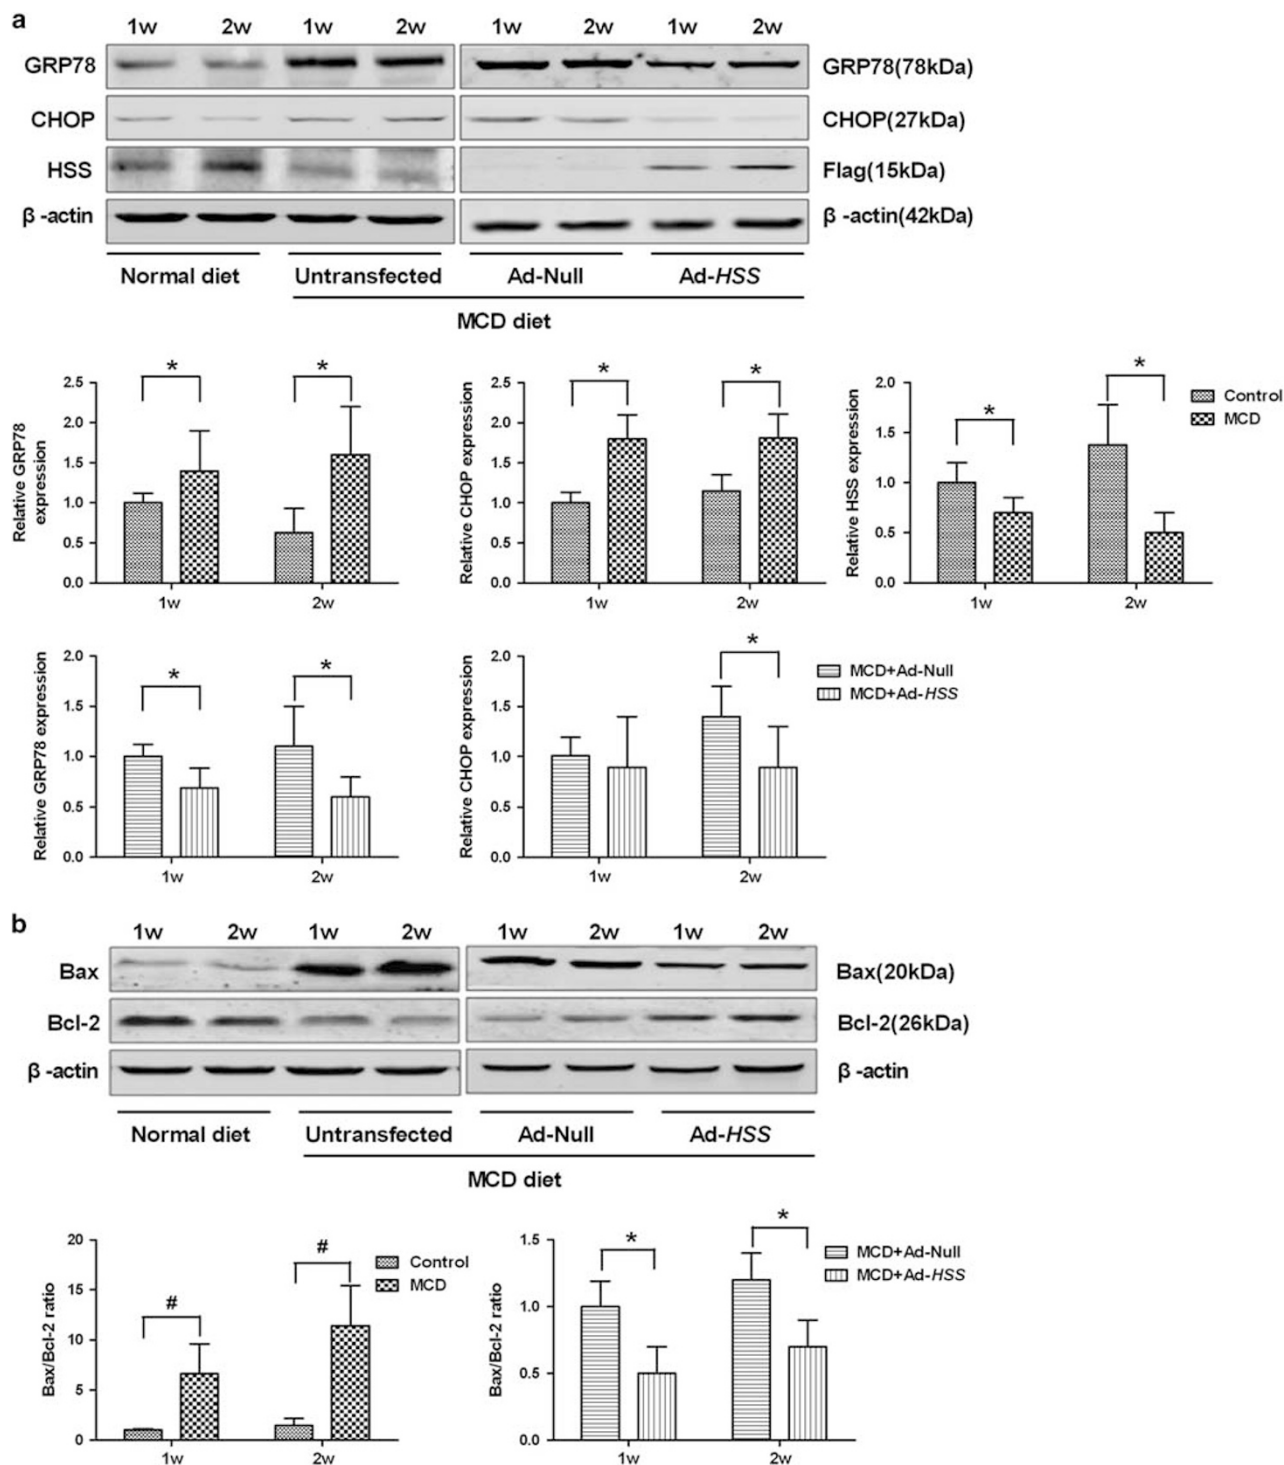 a
1w 2w 1w 2w 1w 2w 1w 2w
GRP78 GRP78(78kDa)
CHOP CHOP(27kDa)
HSS Flag(15kDa)
β -actin β -actin(42kDa)
Normal diet Untransfected Ad-Null Ad-HSS
MCD diet
Relative GRP78 expression
2.5
2.0
1.5
1.0
0.5
0.0
* *
1w 2w
Relative CHOP expression
2.5
2.0
1.5
1.0
0.5
0.0
* *
1w 2w
Relative HSS expression
2.0
1.5
1.0
0.5
0.0
* *
1w 2w
Control
MCD
Relative GRP78 expression
2.0
1.5
1.0
0.5
0.0
* *
1w 2w
Relative CHOP expression
2.0
1.5
1.0
0.5
0.0
*
1w 2w
MCD+Ad-Null
MCD+Ad-HSS
b
1w 2w 1w 2w 1w 2w 1w 2w
Bax Bax(20kDa)
Bcl-2 Bcl-2(26kDa)
β -actin β -actin
Normal diet Untransfected Ad-Null Ad-HSS
MCD diet
Bax/Bcl-2 ratio
20
15
10
5
0
# #
1w 2w
Control
MCD
Bax/Bcl-2 ratio
1.5
1.0
0.5
0.0
* *
1w 2w
MCD+Ad-Null
MCD+Ad-HSS